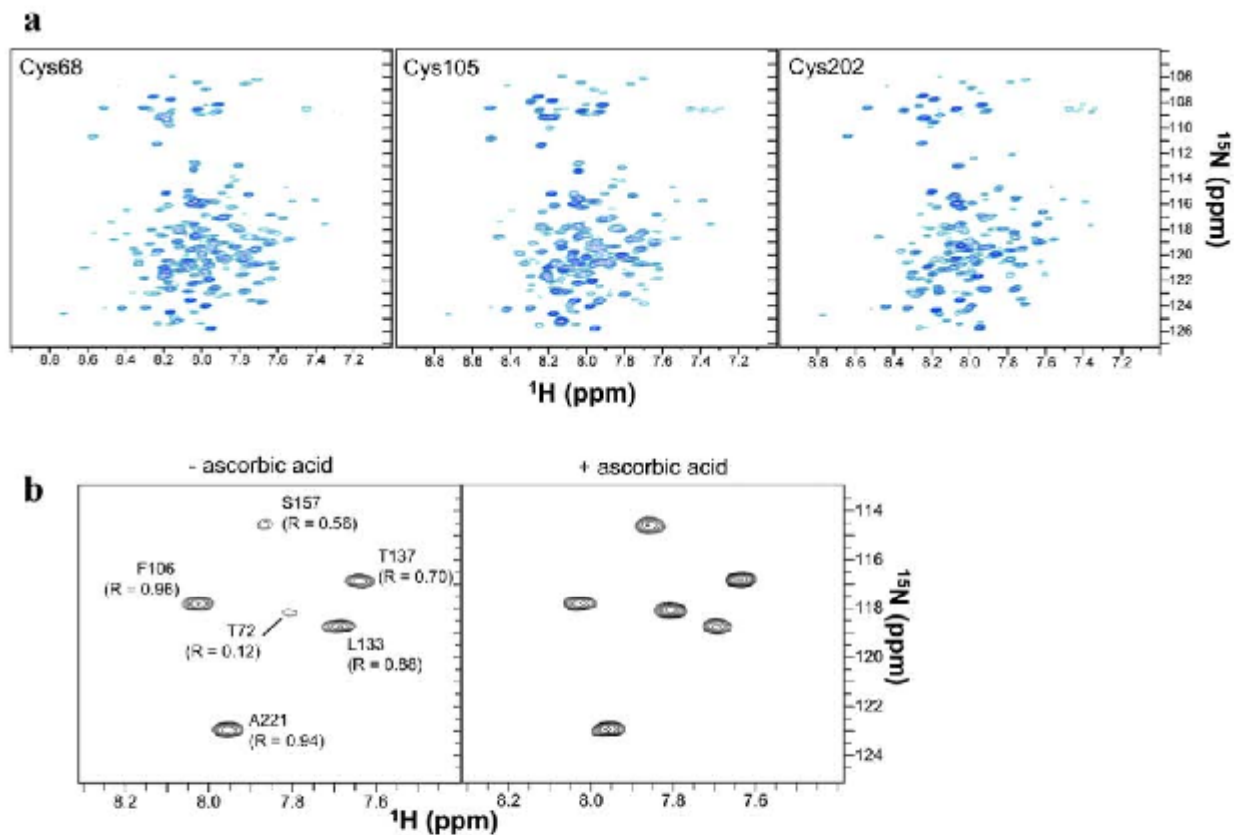 a
Cys68
Cys105
Cys202
106
108
110
112
114
116
118
120
122
124
126
15N (ppm)
8.8 8.6 8.4 8.2 8.0 7.8 7.6 7.4 7.2
8.8 8.6 8.4 8.2 8.0 7.8 7.6 7.4 7.2
8.8 8.6 8.4 8.2 8.0 7.8 7.6 7.4 7.2
1H (ppm)
b
- ascorbic acid
+ ascorbic acid
S157
(R = 0.58)
T137
(R = 0.70)
F106
(R = 0.96)
T72
(R = 0.12)
L133
(R = 0.88)
A221
(R = 0.94)
114
116
118
120
122
124
15N (ppm)
8.2 8.0 7.8 7.6
8.2 8.0 7.8 7.6
1H (ppm)